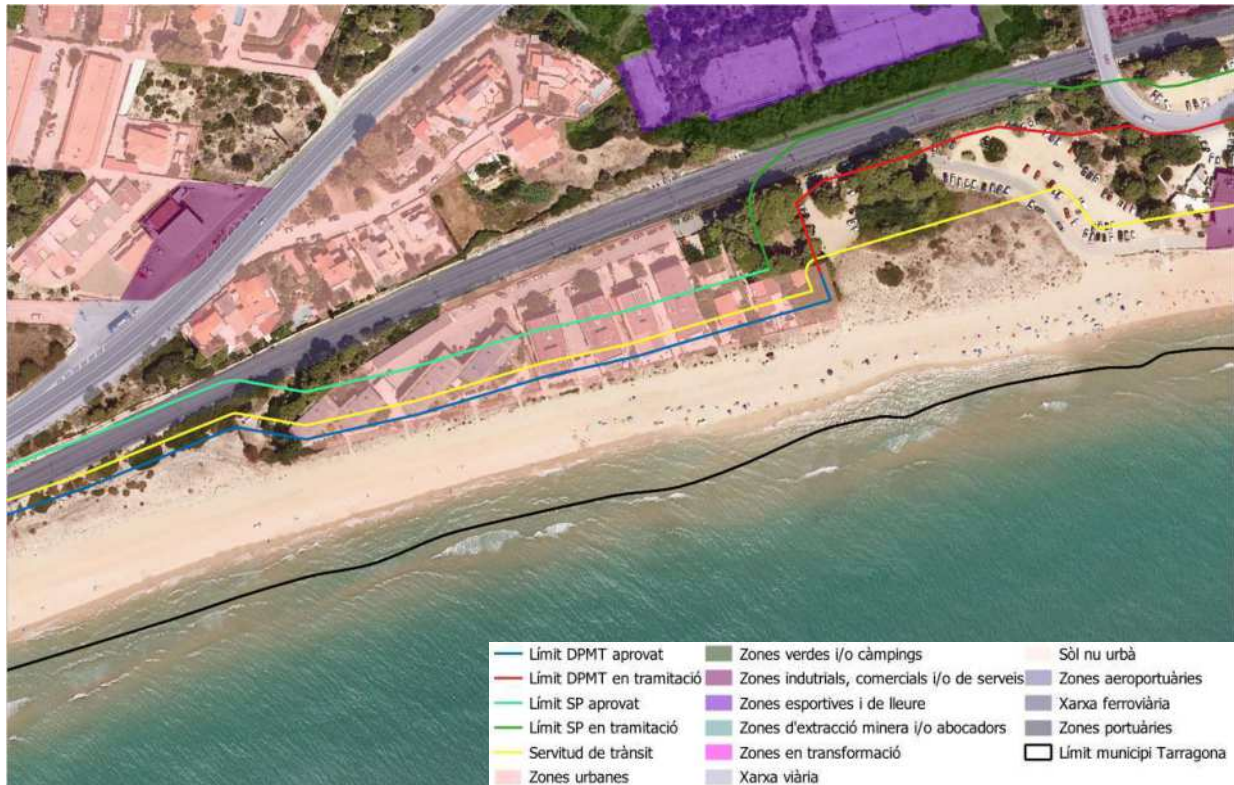 Límit DPMT aprovat
Límit DPMT en tramitació
Límit SP aprovat
Límit SP en tramitació
Servitud de trànsit
Zones urbanes
Zones verdes i/o càmpings
Zones indutrials, comercials i/o de serveis
Zones esportives i de lleure
Zones d'extracció minera i/o abocadors
Zones en transformació
Xarxa viària
Sòl nu urbà
Zones aeroportuàries
Xarxa ferroviària
Zones portuàries
Límit municipi Tarragona